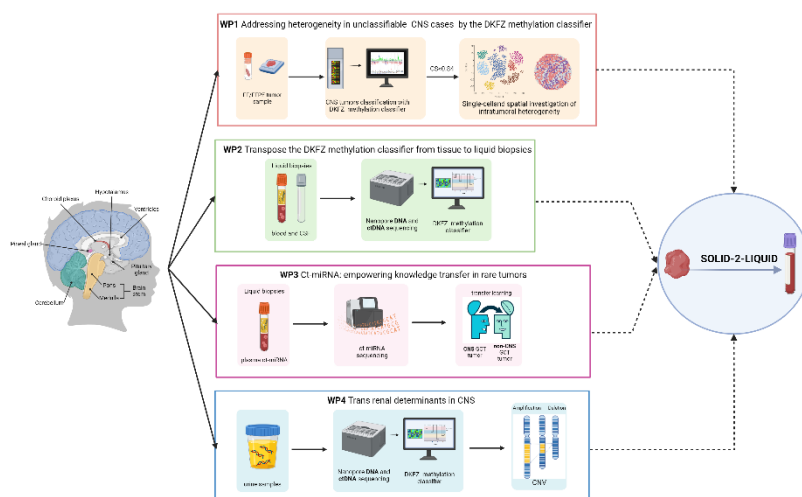 WP1 Addressing heterogeneity in unclassifiable CNS cases by the DKFZ methylation classifier
FT/FFPE tumor
sample
CNS tumors classification with
DKFZ methylation classifier
CS<0.84
Single-celland spatial investigation of
intratumoral heterogeneity
WP2 Transpose the DKFZ methylation classifier from tissue to liquid biopsies
Liquid biopsies
blood and CSF
Nanopore DNA and
ctDNA sequencing
DKFZ methylation
classifier
Hypothalamus
Choroid plexus
Ventricles
Pineal gland
Pituitary
gland
Pons
Medulla
Brain
stem
Cerebellum
SOLID-2-LIQUID
WP3 Ct-miRNA: empowering knowledge transfer in rare tumors
Liquid biopsies
plasma ct-miRNA
ct-miRNA
sequencing
transfer learning
CNS GCT
tumor
non-CNS
GCT
tumor
WP4 Trans renal determinants in CNS
urine samples
Nanopore DNA and
ctDNA sequencing
DKFZ methylation
classifier
Amplification
Deletion
CNV